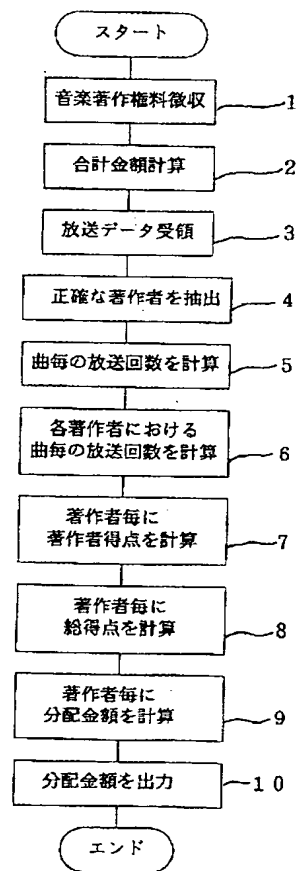 スタート
音楽著作権料徴収
1
合計金額計算
2
放送データ受領
3
正確な著作者を抽出
4
曲毎の放送回数を計算
5
各著作者における
曲毎の放送回数を計算
6
著作者毎に
著作者得点を計算
7
著作者毎に
総得点を計算
8
著作者毎に
分配金額を計算
9
分配金額を出力
10
エンド